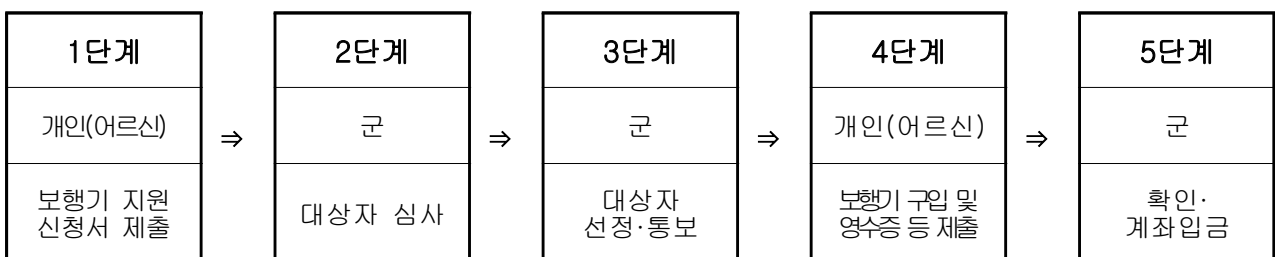 1단계
개인(어르신)
보행기 지원
신청서 제출
⇒
2단계
군
대상자 심사
⇒
3단계
군
대상자
선정·통보
⇒
4단계
개인(어르신)
보행기 구입 및
영수증 등 제출
⇒
5단계
군
확인·
계좌입금